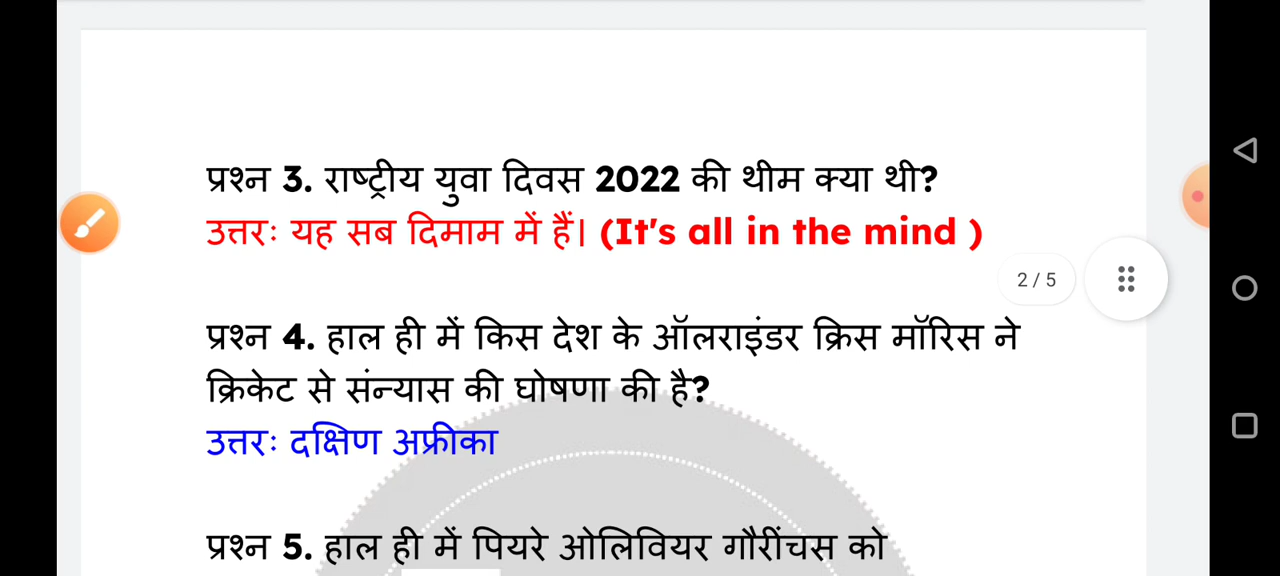 प्रश्न 3. राष्ट्रीय युवा दिवस 2022 की थीम क्या थी?
उत्तरः यह सब दिमाम में हैं। (It's all in the mind )
2 / 5
प्रश्न 4. हाल ही में किस देश के ऑलराइंडर क्रिस मॉरिस ने
क्रिकेट से संन्यास की घोषणा की है?
उत्तरः दक्षिण अफ्रीका
प्रश्न 5. हाल ही में पियरे ओलिवियर गौरींचस को